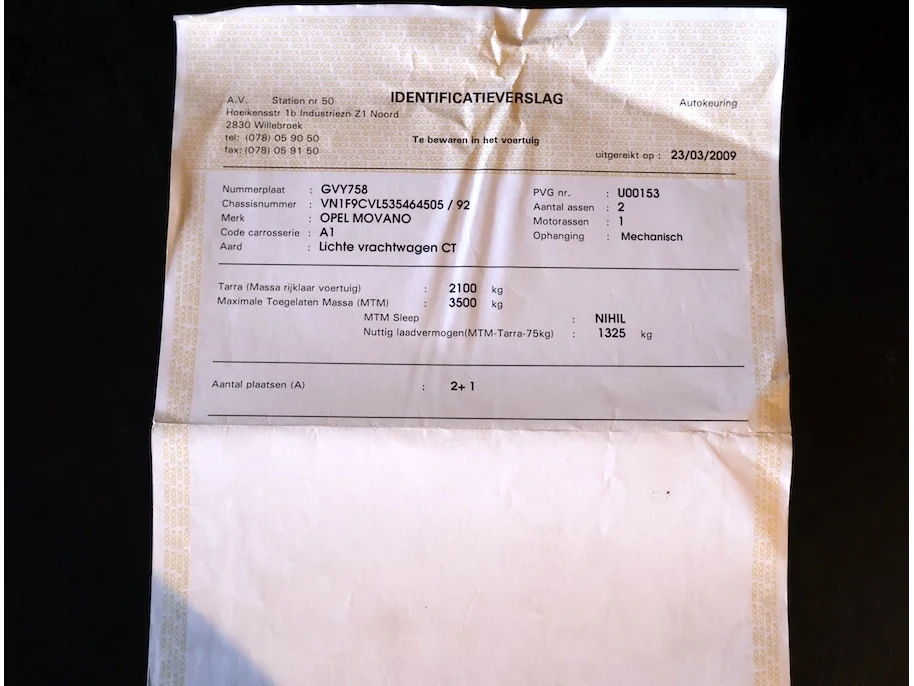 IDENTIFICATIEVERSLAG
A.V. Station nr 50
Hoeikensstr 1b Industriezn Z1 Noord
2830 Willebroek
tel: (078) 05 90 50
fax: (078) 05 91 50
Te bewaren in het voertuig
Autokeuring
uitgereikt op : 23/03/2009
Nummerplaat : GVY758
Chassisnummer : VN1F9CVL535464505 / 92
Merk : OPEL MOVANO
Code carrosserie : A1
Aard : Lichte vrachtwagen CT
PVG nr. : U00153
Aantal assen : 2
Motorassen : 1
Ophanging : Mechanisch
Tarra (Massa rijklaar voertuig) : 2100 kg
Maximale Toegelaten Massa (MTM) : 3500 kg
MTM Sleep : NIHIL
Nuttig laadvermogen(MTM-Tarra-75kg) : 1325 kg
Aantal plaatsen (A) : 2+ 1